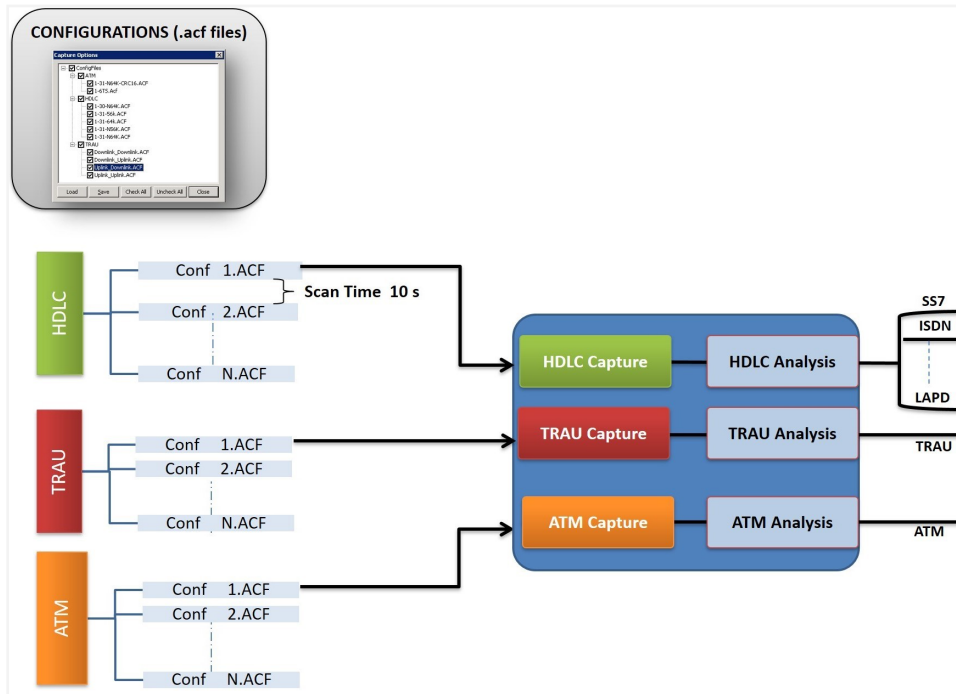 CONFIGURATIONS (.acf files)
Capture Options
ConfigFiles
ATM
1-31-N64K-CRC16.ACF
1-6T5.Acf
HDLC
1-30-N64K.ACF
1-31-56k.ACF
1-31-64k.ACF
1-31-N56K.ACF
1-31-N64K.ACF
TRAU
Downlink_Downlink.ACF
Downlink_Uplink.ACF
Uplink_Downlink.ACF
Uplink_Uplink.ACF
Load Save Check All Uncheck All Close
HDLC
Conf 1.ACF
Scan Time 10 s
Conf 2.ACF
Conf N.ACF
TRAU
Conf 1.ACF
Conf 2.ACF
Conf N.ACF
ATM
Conf 1.ACF
Conf 2.ACF
Conf N.ACF
HDLC Capture
HDLC Analysis
SS7
ISDN
LAPD
TRAU Capture
TRAU Analysis
TRAU
ATM Capture
ATM Analysis
ATM